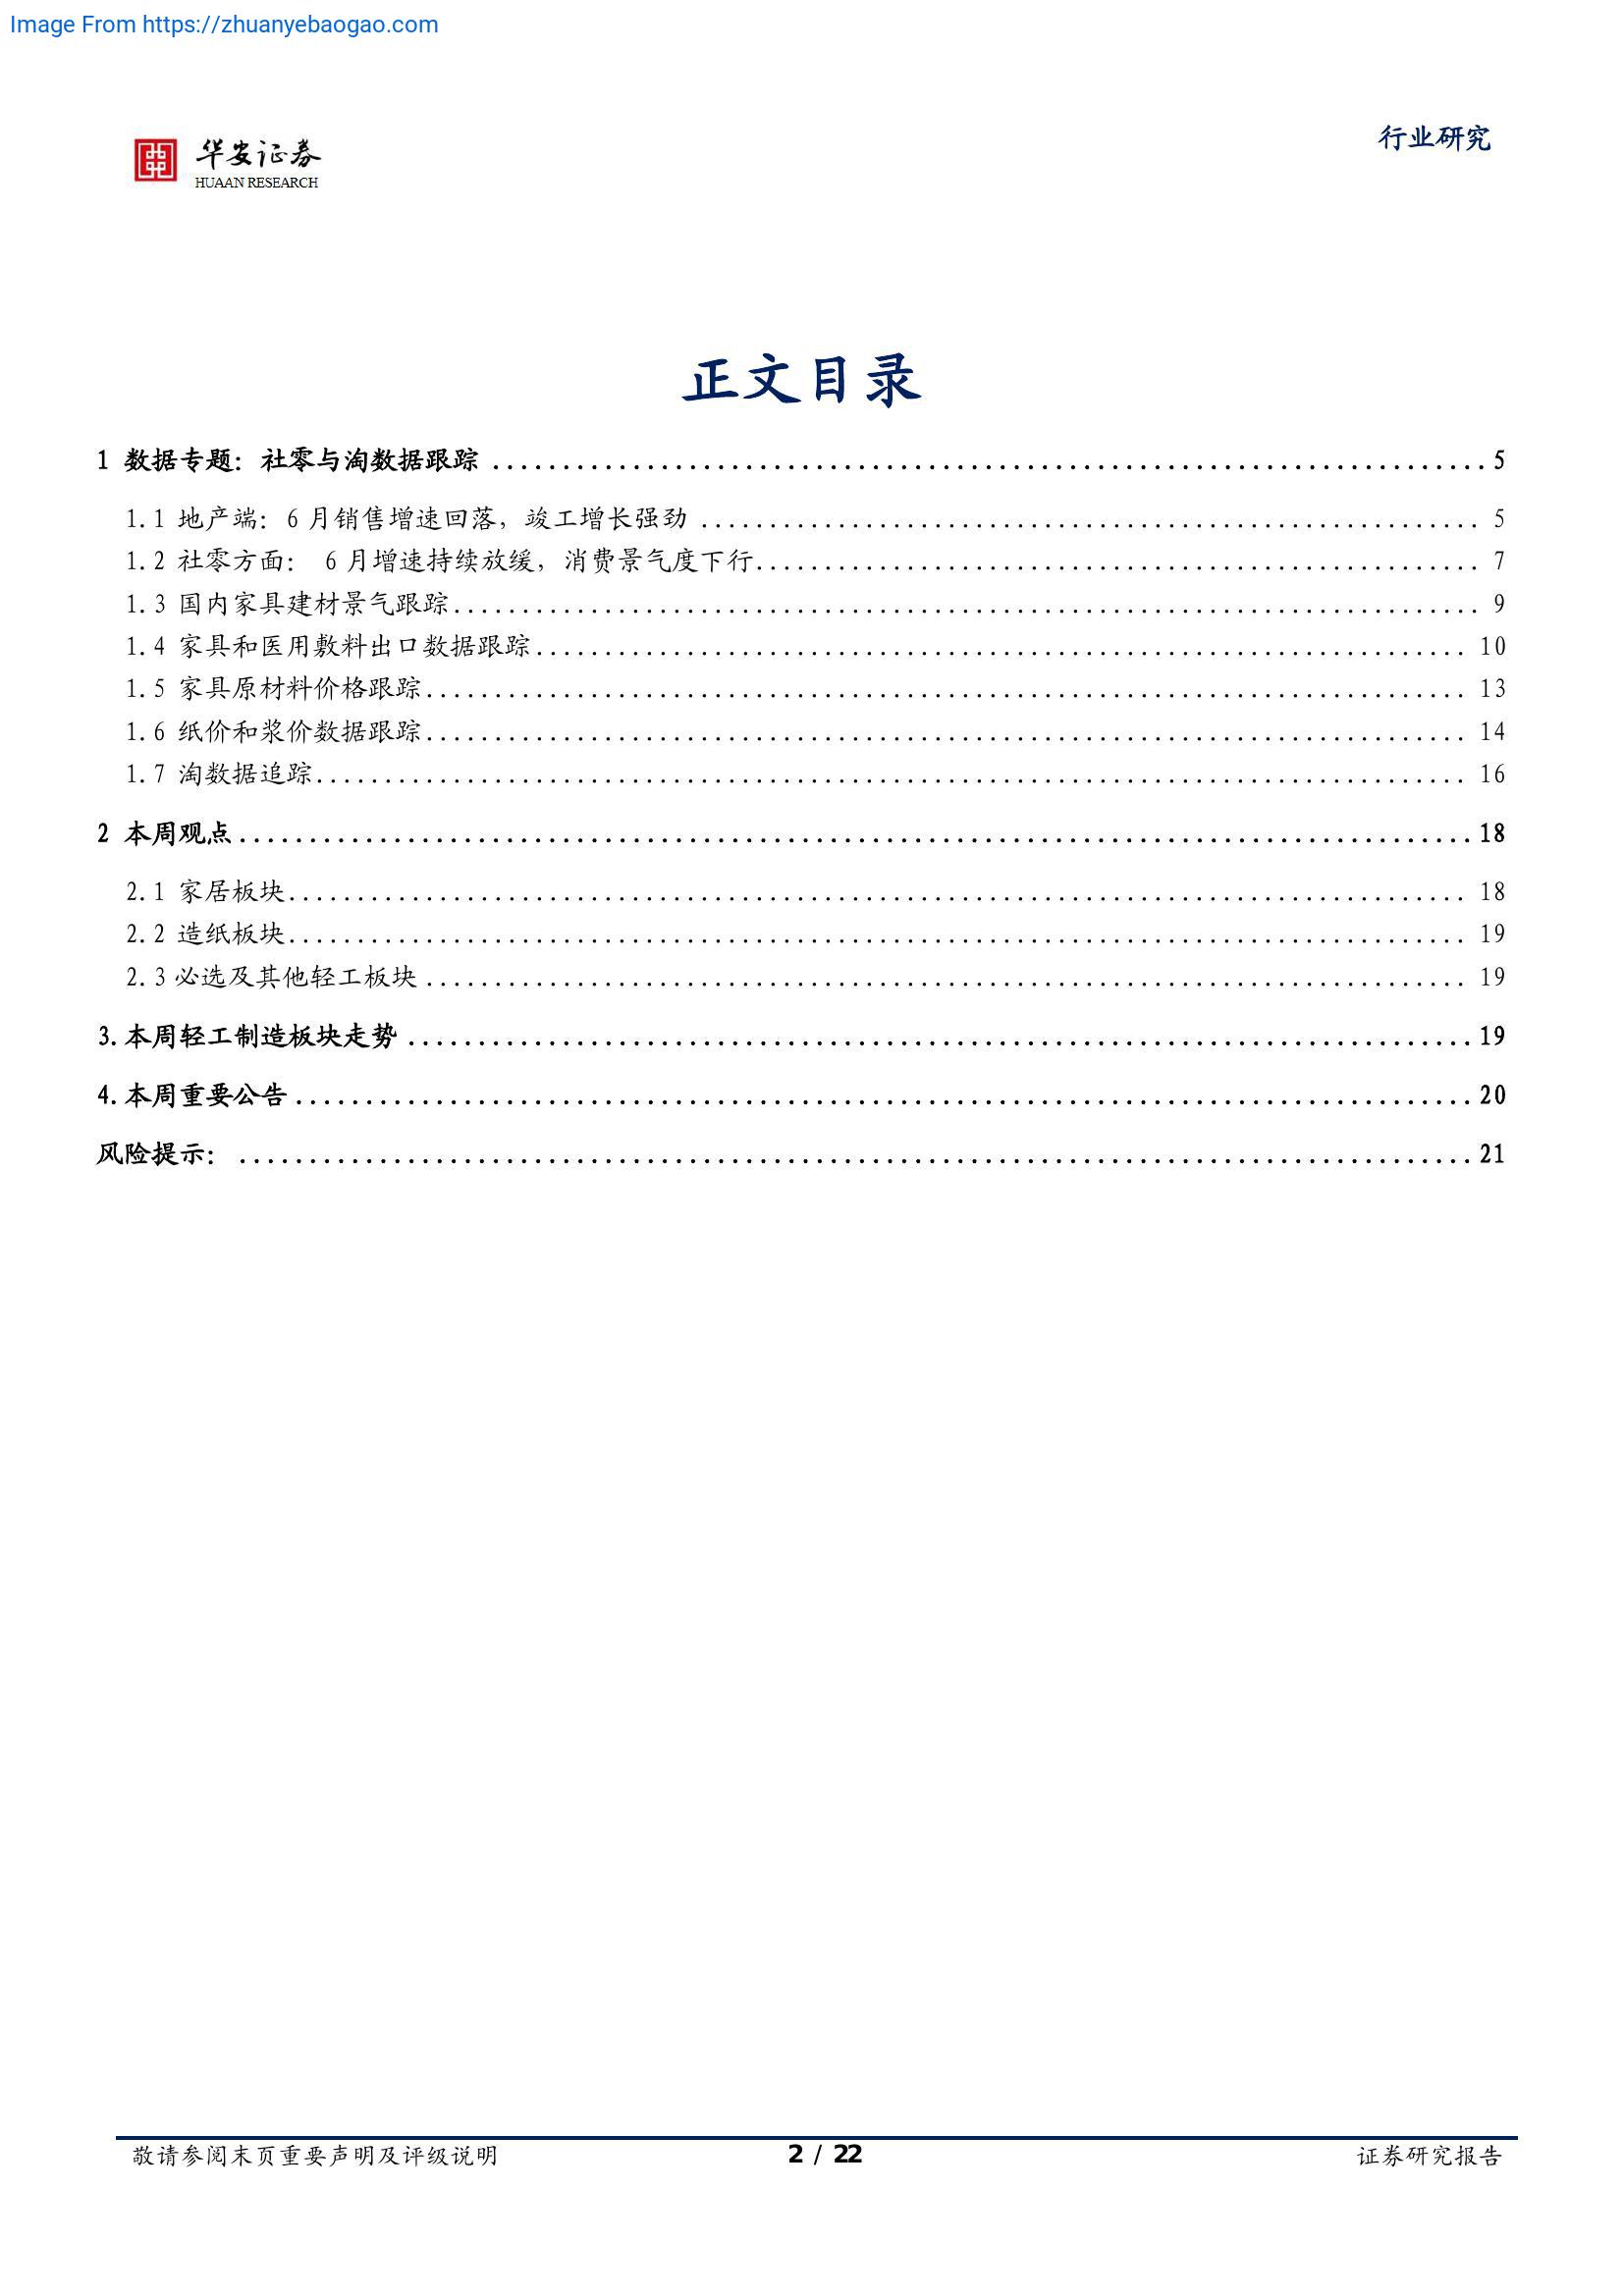 Image From https://zhuanyebaogao.com
华安证券
HUAAN RESEARCH
行业研究
正文目录
1 数据专题：社零与淘数据跟踪 ........................................ 5
1.1 地产端：6 月销售增速回落，竣工增长强劲 ........................................ 5
1.2 社零方面： 6 月增速持续放缓，消费景气度下行........................................ 7
1.3 国内家具建材景气跟踪........................................ 9
1.4 家具和医用敷料出口数据跟踪........................................ 10
1.5 家具原材料价格跟踪........................................ 13
1.6 纸价和浆价数据跟踪........................................ 14
1.7 淘数据追踪........................................ 16
2 本周观点........................................ 18
2.1 家居板块........................................ 18
2.2 造纸板块........................................ 19
2.3 必选及其他轻工板块 ........................................ 19
3.本周轻工制造板块走势 ........................................ 19
4.本周重要公告 ........................................ 20
风险提示： ........................................ 21
敬请参阅末页重要声明及评级说明
2 / 22
证券研究报告